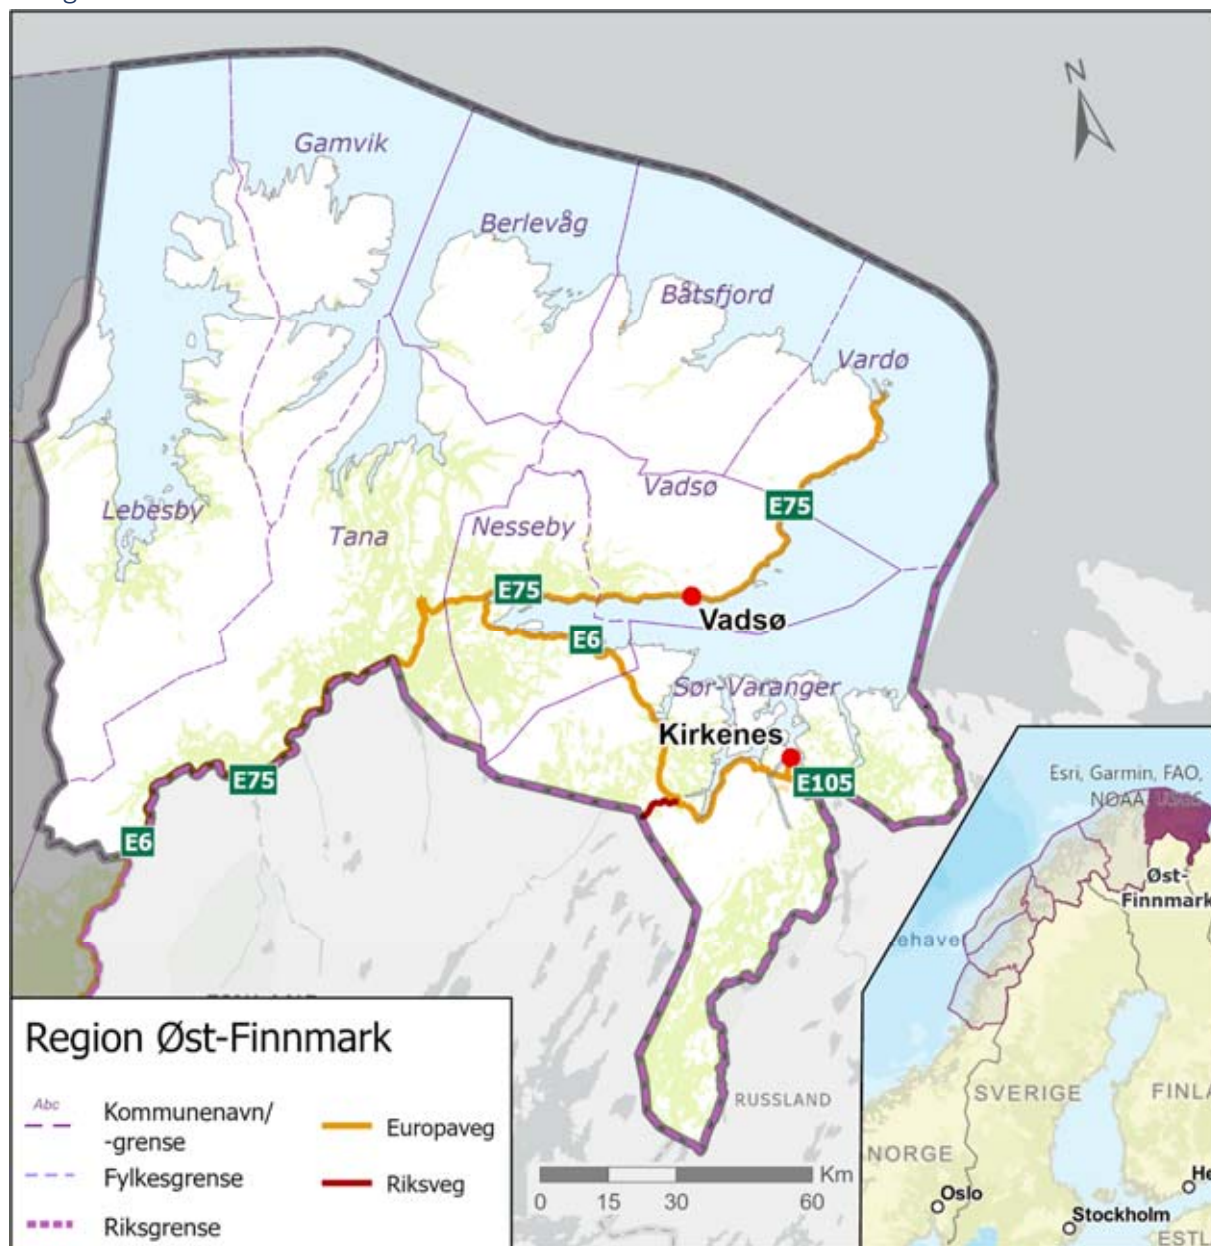 N
Gamvik
Berlevåg
Båtsfjord
Vardø
Lebesby
Tana
Nesseby
Vadsø
E75
E75
Vadsø
E6
Sør-Varanger
Kirkenes
E75
E105
E6
Region Øst-Finnmark
Abc
Kommunenavn/
-grense
Fylkesgrense
Riksgrense
Europaveg
Riksveg
RUSSLAND
Km
0 15 30 60
Esri, Garmin, FAO,
NOAA, USGS
Øst-
Finnmark
SVERIGE
NORGE
Oslo
Stockholm